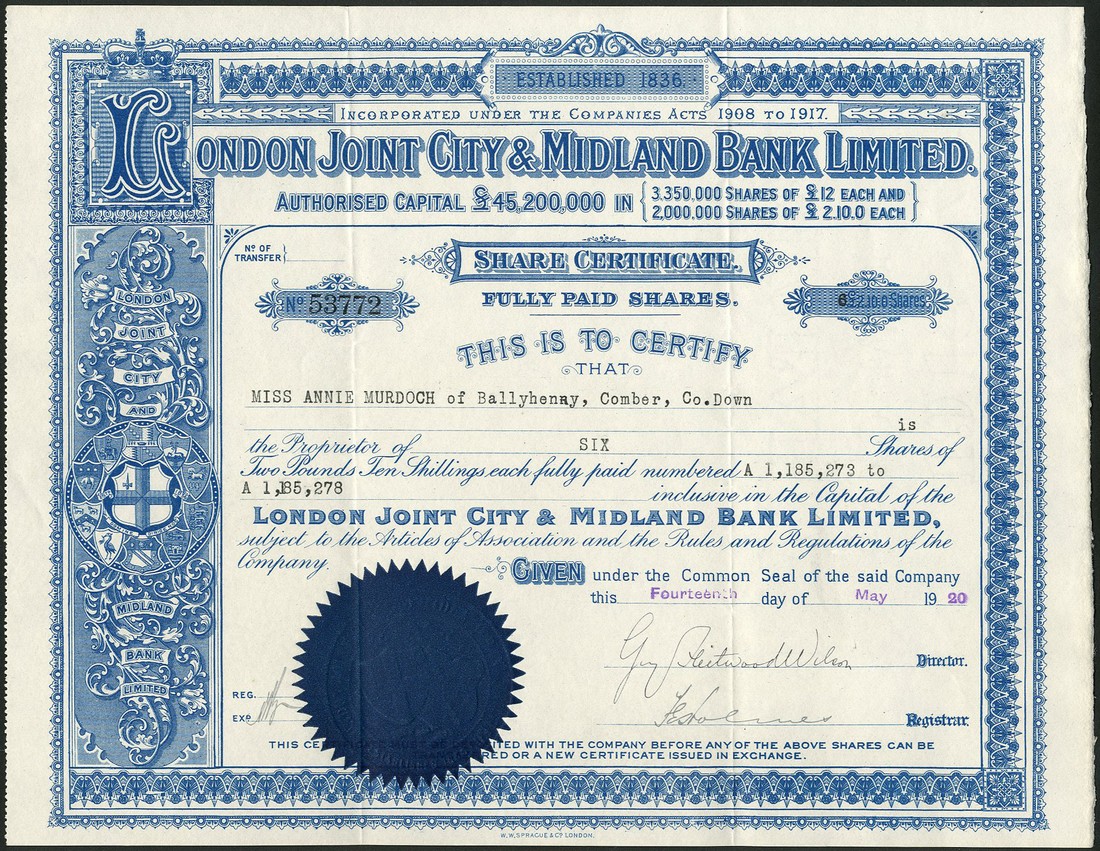 ESTABLISHED 1836.
INCORPORATED UNDER THE COMPANIES ACTS 1908 TO 1917.
LONDON JOINT CITY & MIDLAND BANK LIMITED.
AUTHORISED CAPITAL £45,200,000 IN {3,350,000 SHARES OF £12 EACH AND
2,000,000 SHARES OF £2.10.0 EACH}
No OF
TRANSFER
SHARE CERTIFICATE.
FULLY PAID SHARES.
No 53772
6 £2.10.0 Shares
THIS IS TO CERTIFY
THAT
MISS ANNIE MURDOCH of Ballyhenny, Comber, Co.Down
is
the Proprietor of SIX Shares of
Two Pounds Ten Shillings each fully paid numbered A 1,185,273 to
A 1,185,278 inclusive in the Capital of the
LONDON JOINT CITY & MIDLAND BANK LIMITED,
subject to the Articles of Association and the Rules and Regulations of the
Company.
GIVEN under the Common Seal of the said Company
this Fourteenth day of May 1920
Guy Fleetwood Wilson Director.
Holmes Registrar.
REG.
EXD
THIS MUST BE WITH THE COMPANY BEFORE ANY OF THE ABOVE SHARES CAN BE
OR A NEW CERTIFICATE ISSUED IN EXCHANGE.
LONDON
JOINT
CITY
AND
MIDLAND
BANK
LIMITED
W.W.SPRAGUE & Co LONDON.